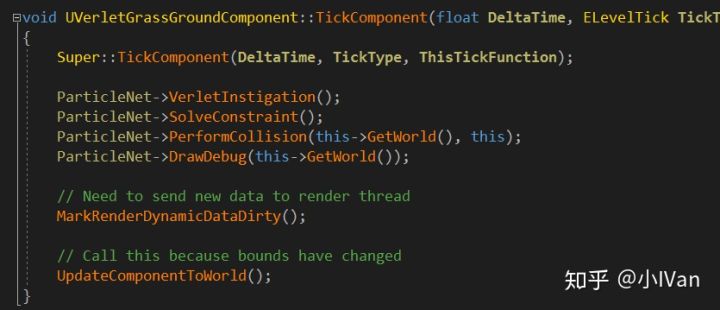 void UVerletGrassGroundComponent::TickComponent(float DeltaTime, ELevelTick TickT
{
    Super::TickComponent(DeltaTime, TickType, ThisTickFunction);

    ParticleNet->VerletInstigation();
    ParticleNet->SolveConstraint();
    ParticleNet->PerformCollision(this->GetWorld(), this);
    ParticleNet->DrawDebug(this->GetWorld());

    // Need to send new data to render thread
    MarkRenderDynamicDataDirty();

    // Call this because bounds have changed
    UpdateComponentToWorld();
}
知乎 @小IVan